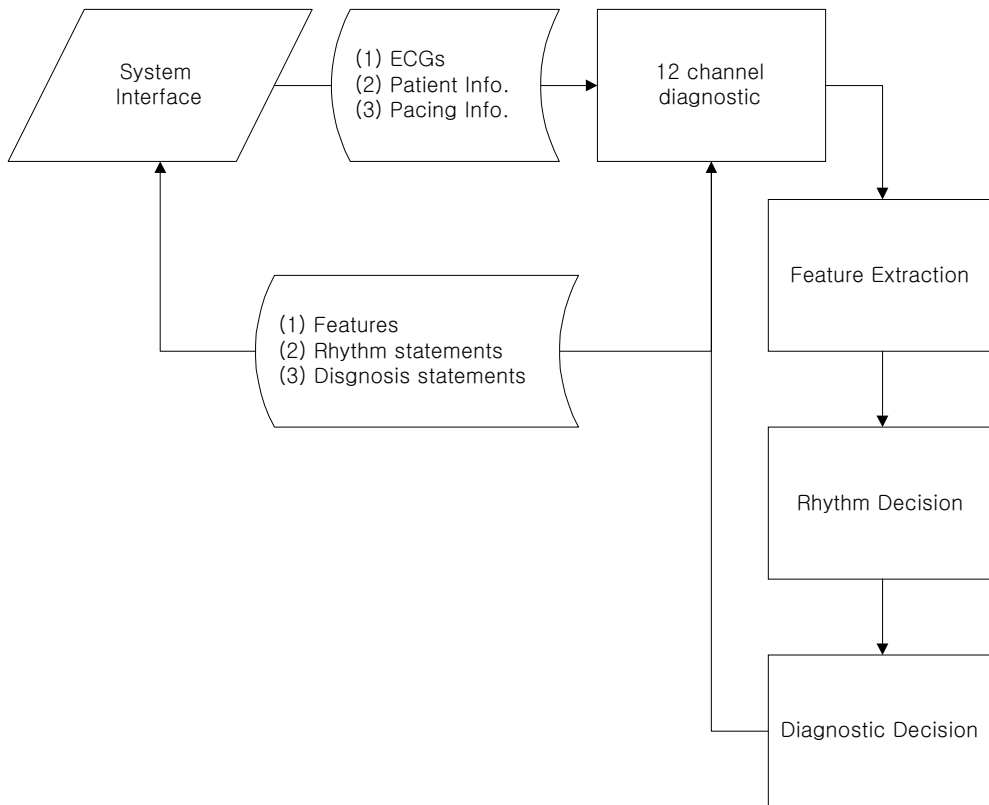 System
Interface
(1) ECGs
(2) Patient Info.
(3) Pacing Info.
12 channel
diagnostic
Feature Extraction
(1) Features
(2) Rhythm statements
(3) Disgnosis statements
Rhythm Decision
Diagnostic Decision